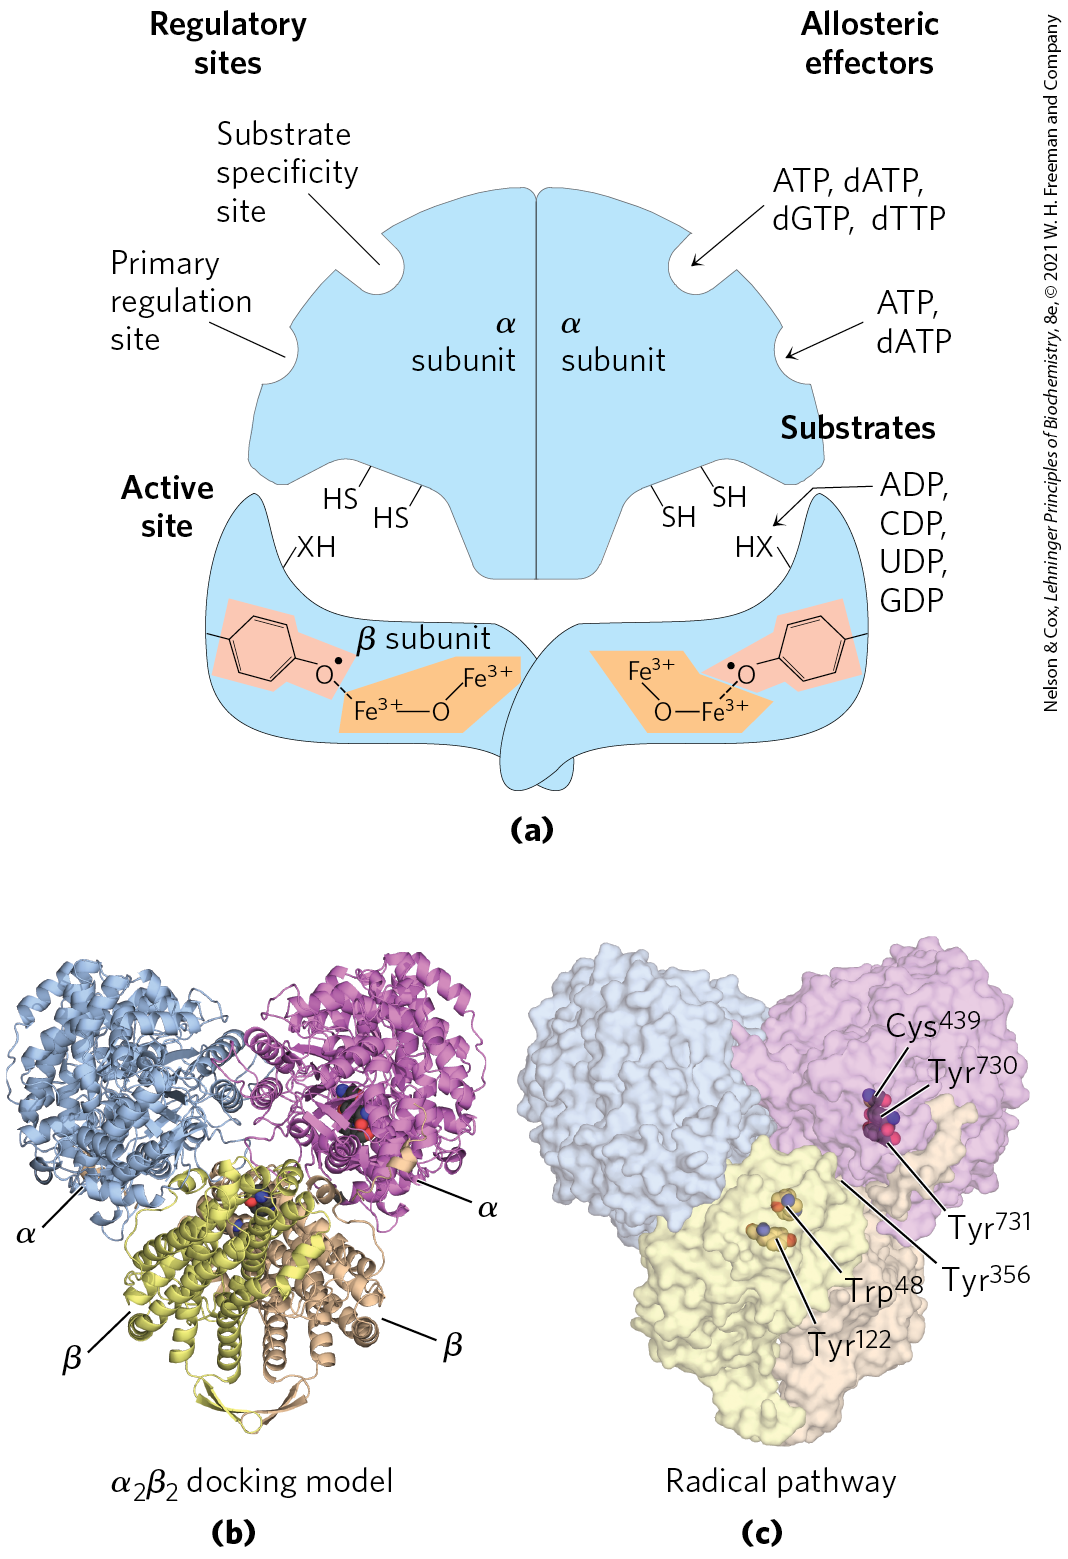 Regulatory
sites
Allosteric
effectors
Substrate
specificity
site
ATP, dATP,
dGTP, dTTP
Primary
regulation
site
ATP,
dATP
α
subunit
α
subunit
Substrates
Active
site
HS
HS
SH
SH
XH
HX
ADP,
CDP,
UDP,
GDP
β subunit
O
Fe³⁺
O
Fe³⁺
Fe³⁺
O
Fe³⁺
O
(a)
Nelson & Cox, Lehninger Principles of Biochemistry, 8e, © 2021 W. H. Freeman and Company
α
α
β
β
α₂β₂ docking model
(b)
Cys⁴³⁹
Tyr⁷³⁰
Tyr⁷³¹
Tyr³⁵⁶
Trp⁴⁸
Tyr¹²²
Radical pathway
(c)